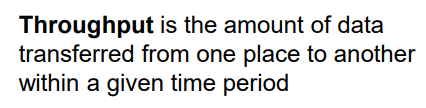 Throughput is the amount of data
transferred from one place to another
within a given time period